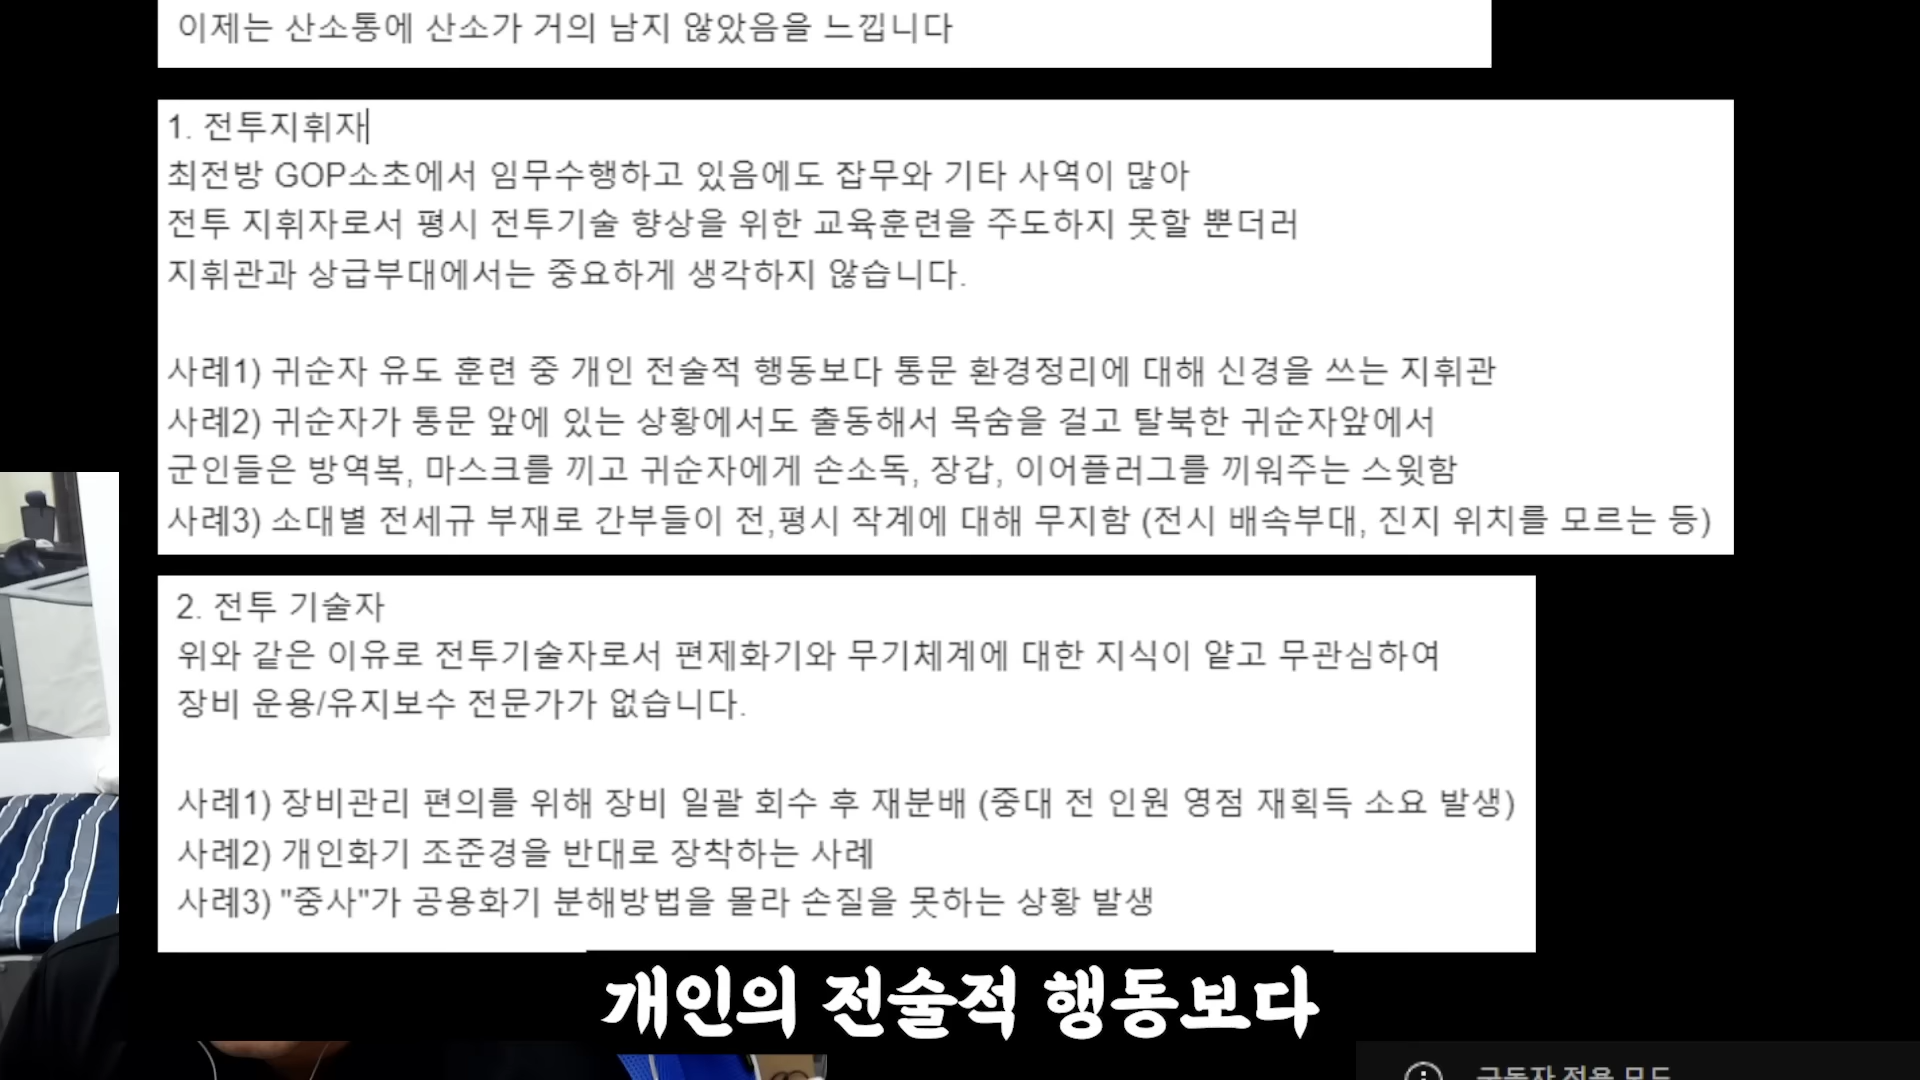 이제는 산소통에 산소가 거의 남지 않았음을 느낍니다
1. 전투지휘자
최전방 GOP소초에서 임무수행하고 있음에도 잡무와 기타 사역이 많아
전투 지휘자로서 평시 전투기술 향상을 위한 교육훈련을 주도하지 못할 뿐더러
지휘관과 상급부대에서는 중요하게 생각하지 않습니다.
사례1) 귀순자 유도 훈련 중 개인 전술적 행동보다 통문 환경정리에 대해 신경을 쓰는 지휘관
사례2) 귀순자가 통문 앞에 있는 상황에서도 출동해서 목숨을 걸고 탈북한 귀순자앞에서
군인들은 방역복, 마스크를 끼고 귀순자에게 손소독, 장갑, 이어플러그를 끼워주는 스윗함
사례3) 소대별 전세규 부재로 간부들이 전,평시 작계에 대해 무지함 (전시 배속부대, 진지 위치를 모르는 등)
2. 전투 기술자
위와 같은 이유로 전투기술자로서 편제화기와 무기체계에 대한 지식이 얕고 무관심하여
장비 운용/유지보수 전문가가 없습니다.
사례1) 장비관리 편의를 위해 장비 일괄 회수 후 재분배 (중대 전 인원 영점 재획득 소요 발생)
사례2) 개인화기 조준경을 반대로 장착하는 사례
사례3) "중사"가 공용화기 분해방법을 몰라 손질을 못하는 상황 발생
개인의 전술적 행동보다
구독자 전용 모드